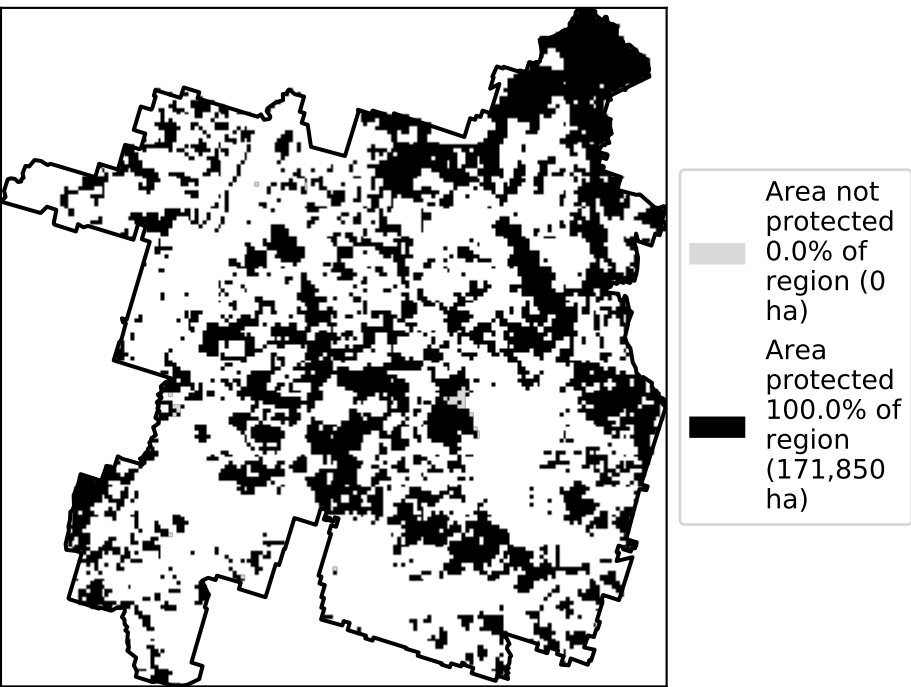 Area not
protected
0.0% of
region (0
ha)
Area
protected
100.0% of
region
(171,850
ha)